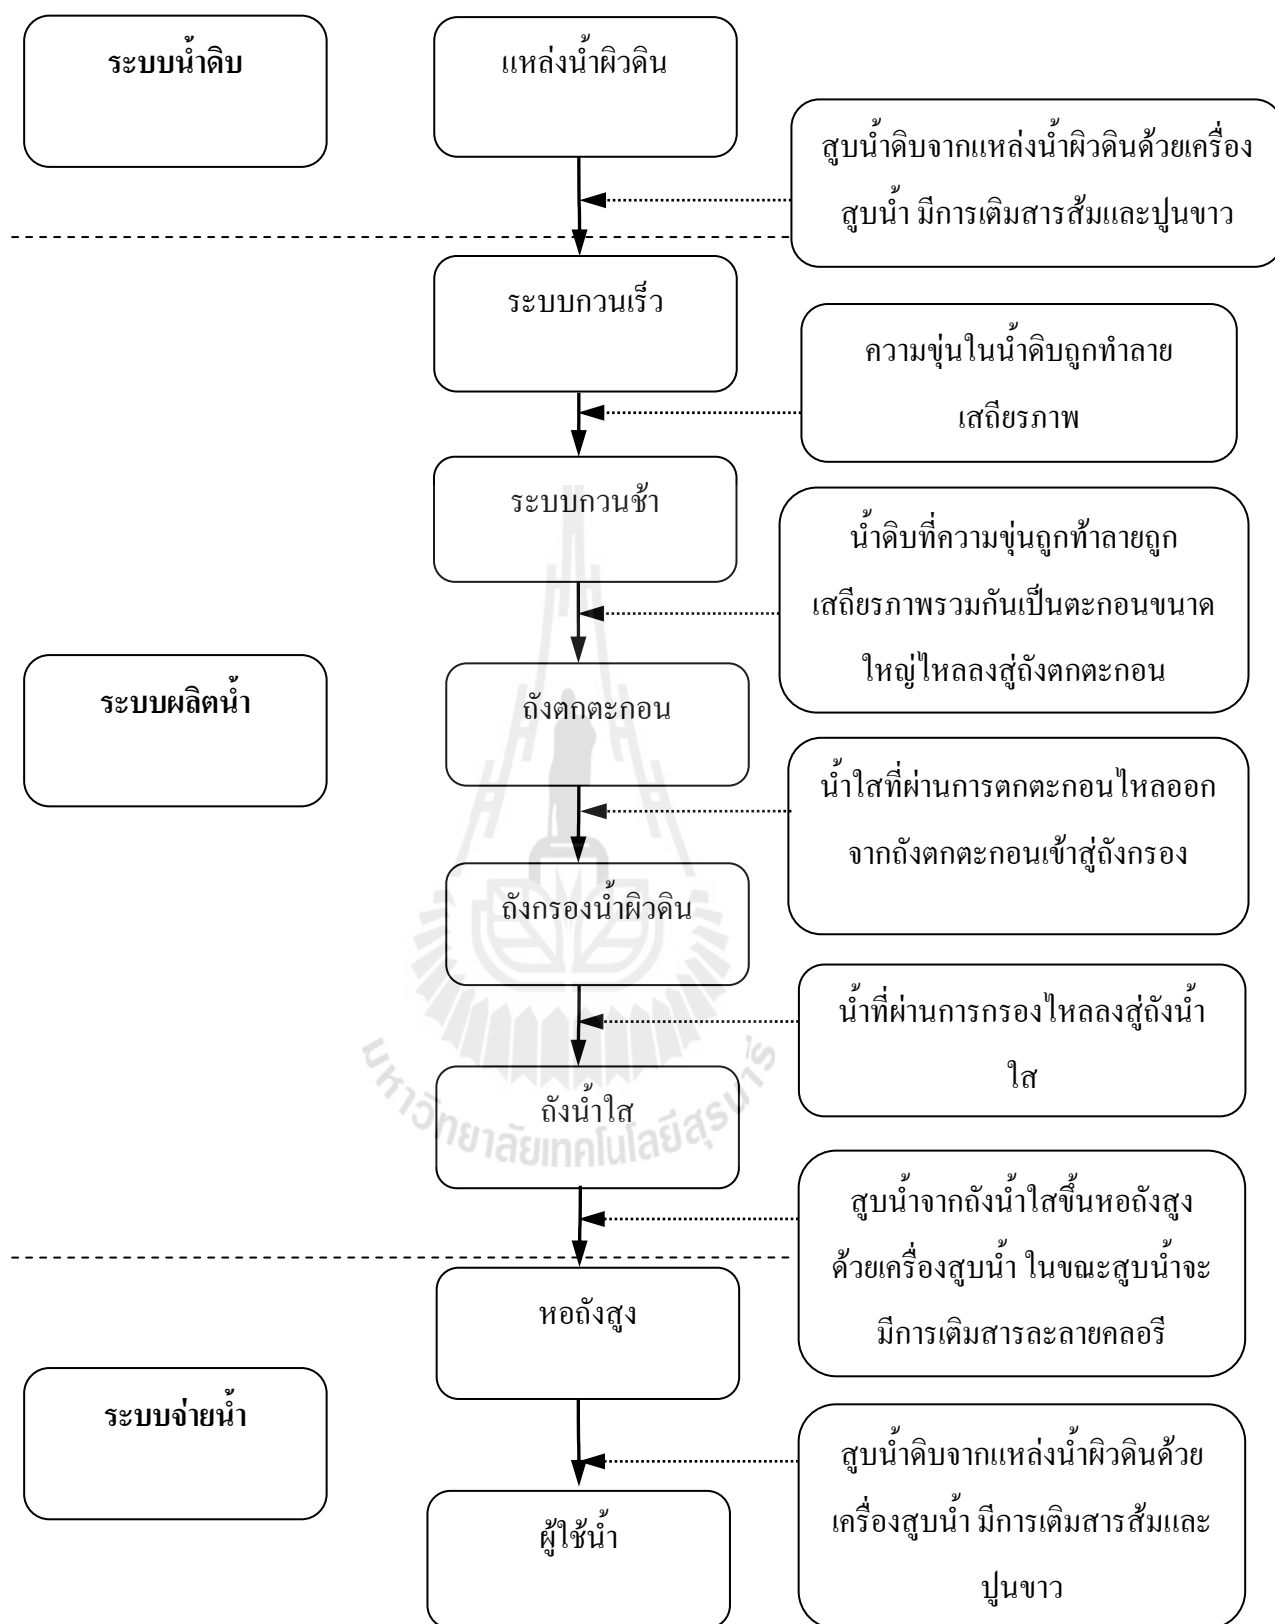 ระบบน้ำดิบ
แหล่งน้ำผิวดิน
สูบน้ำดิบจากแหล่งน้ำผิวดินด้วยเครื่อง
สูบน้ำ มีการเติมสารส้มและปูนขาว
ระบบกวนเร็ว
ความขุ่นในน้ำดิบถูกทำลาย
เสถียรภาพ
ระบบกวนช้า
น้ำดิบที่ความขุ่นถูกท้าลายถูก
เสถียรภาพรวมกันเป็นตะกอนขนาด
ใหญ่ไหลลงสู่ถังตกตะกอน
ระบบผลิตน้ำ
ถังตกตะกอน
น้ำใสที่ผ่านการตกตะกอนไหลออก
จากถังตกตะกอนเข้าสู่ถังกรอง
ถังกรองน้ำผิวดิน
น้ำที่ผ่านการกรองไหลลงสู่ถังน้ำ
ใส
ถังน้ำใส
มหาวิทยาลัยเทคโนโลยีสุรนารี
สูบน้ำจากถังน้ำใสขึ้นหอถังสูง
ด้วยเครื่องสูบน้ำ ในขณะสูบน้ำจะ
มีการเติมสารละลายคลอรี
หอถังสูง
ระบบจ่ายน้ำ
สูบน้ำดิบจากแหล่งน้ำผิวดินด้วย
เครื่องสูบน้ำ มีการเติมสารส้มและ
ปูนขาว
ผู้ใช้น้ำ